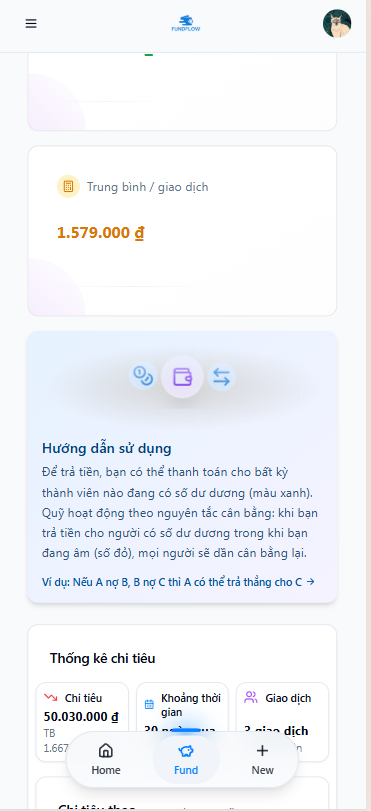 FUNDFLOW
Trung bình / giao dịch
1.579.000 ₫
Hướng dẫn sử dụng
Để trả tiền, bạn có thể thanh toán cho bất kỳ
thành viên nào đang có số dư dương (màu xanh).
Quỹ hoạt động theo nguyên tắc cân bằng: khi bạn
trả tiền cho người có số dư dương trong khi bạn
đang âm (số đỏ), mọi người sẽ dần cân bằng lại.
Ví dụ: Nếu A nợ B, B nợ C thì A có thể trả thẳng cho C →
Thống kê chi tiêu
Chi tiêu
50.030.000 ₫
TB
1.667
Khoảng thời
gian
30 ngày qua
Giao dịch
3 giao dịch
Home
Fund
New
Chi tiêu theo